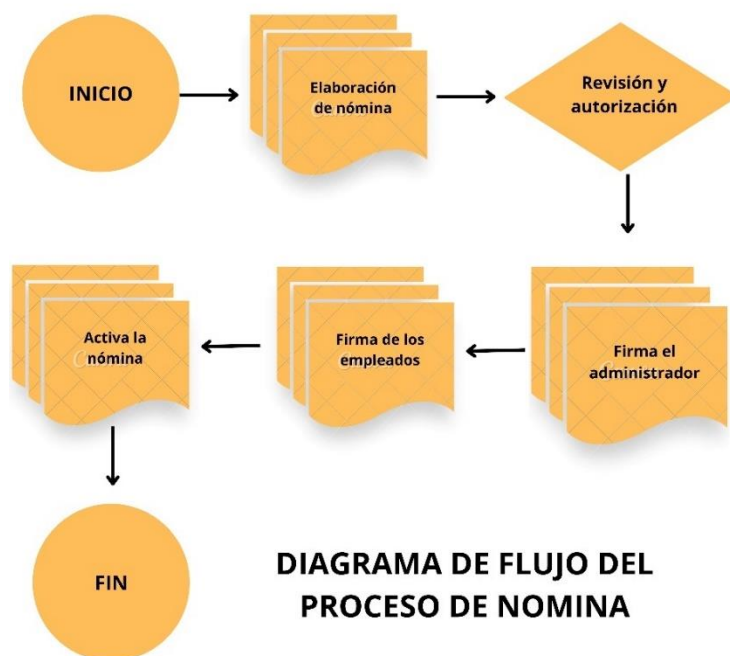 INICIO
Elaboración
de nómina
Revisión y
autorización
Firma el
administrador
Firma de los
empleados
Activa la
nómina
FIN
DIAGRAMA DE FLUJO DEL
PROCESO DE NOMINA